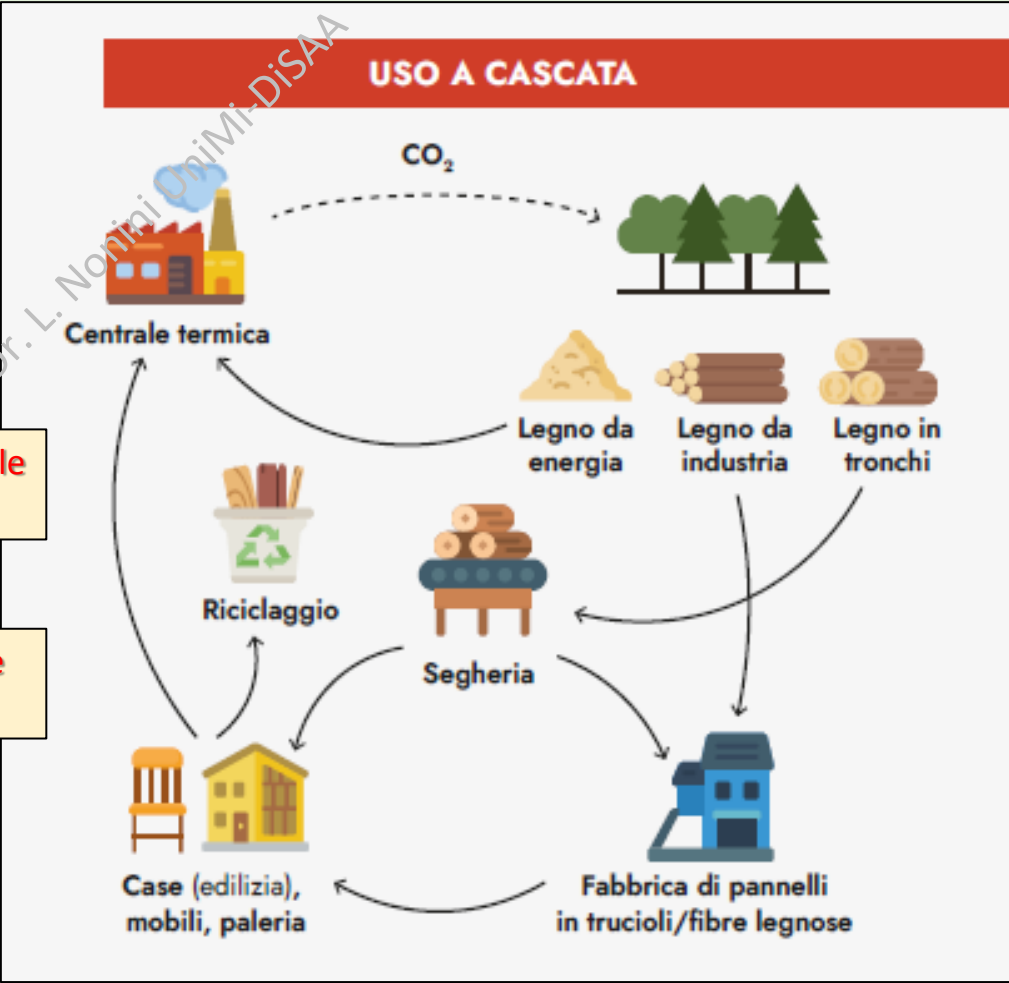 USO A CASCATA
Dr. L. Nonini UniMi-DiSAA
CO₂
Centrale termica
Legno da
energia
Legno da
industria
Legno in
tronchi
Riciclaggio
Segheria
Case (edilizia),
mobili, paleria
Fabbrica di pannelli
in trucioli/fibre legnose